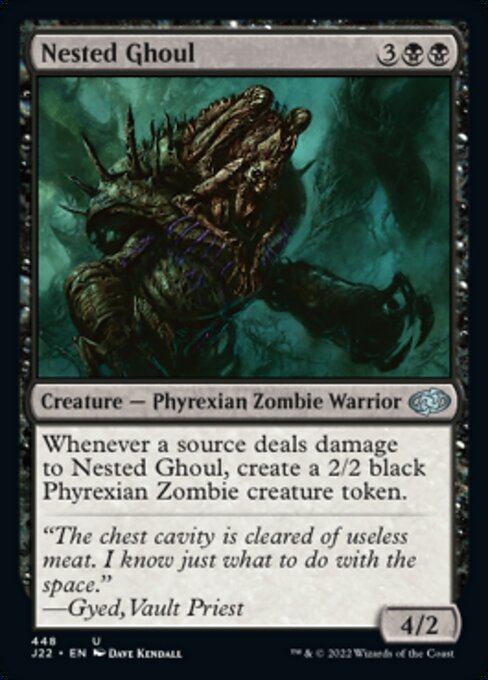 Nested Ghoul 3
Creature — Phyrexian Zombie Warrior
Whenever a source deals damage
to Nested Ghoul, create a 2/2 black
Phyrexian Zombie creature token.
“The chest cavity is cleared of useless
meat. I know just what to do with the
space.”
—Gyed, Vault Priest
4/2
448 U
J22 • EN Dave Kendall ™ & © 2022 Wizards of the Coast